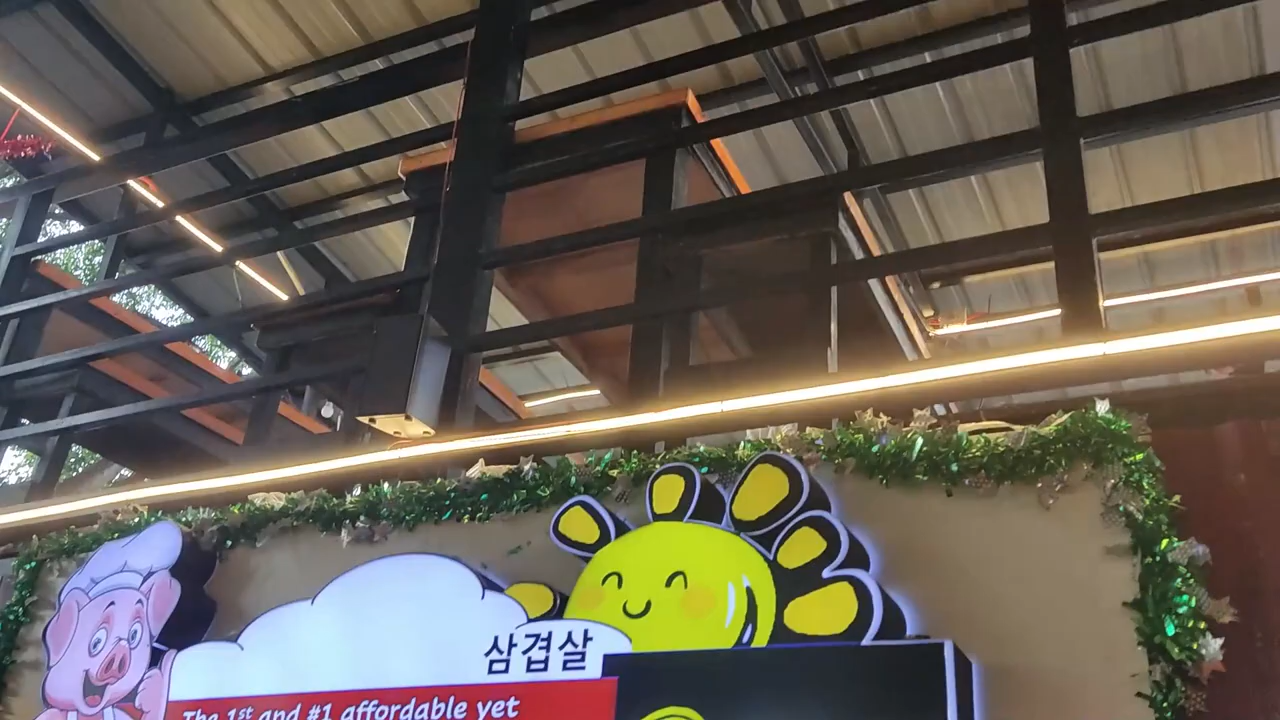 삼겹살
The 1st and #1 affordable yet